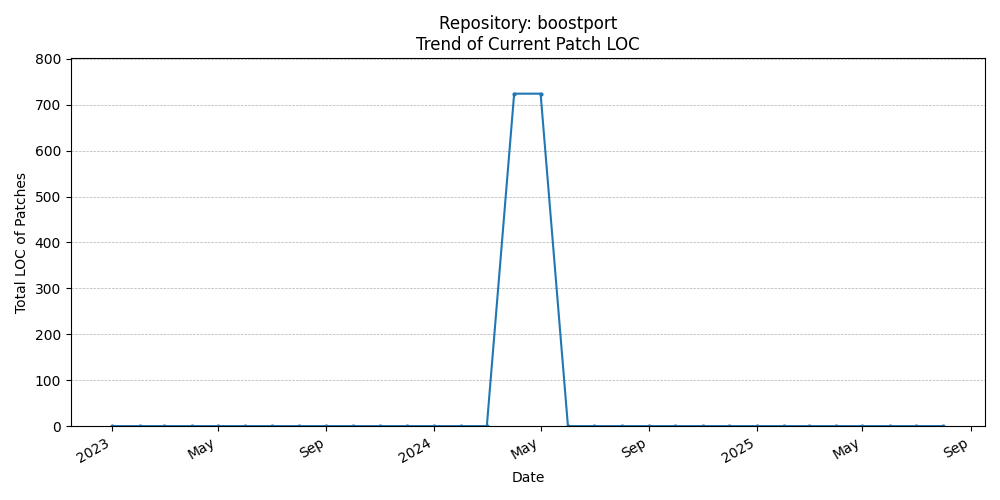 Repository: boostport
Trend of Current Patch LOC
800
700
600
500
400
300
200
100
0
Total LOC of Patches
2023
May
Sep
2024
May
Sep
2025
May
Sep
Date